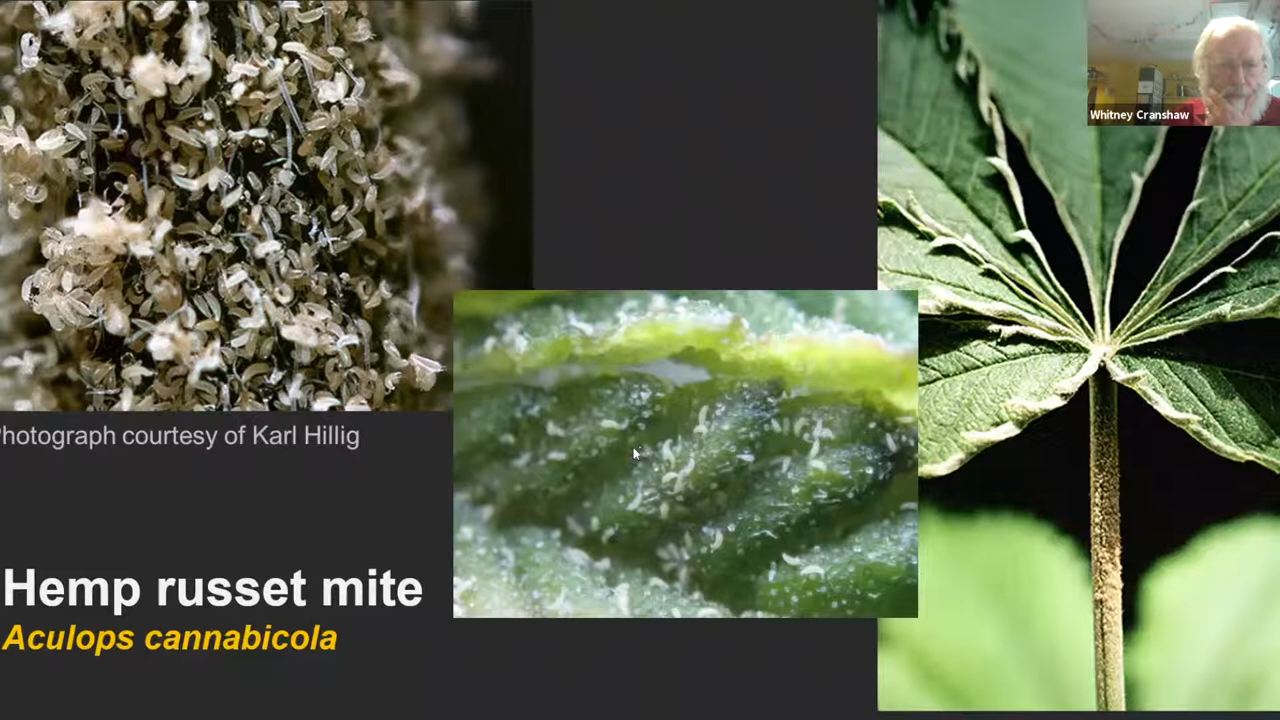 Whitney Cranshaw
Photograph courtesy of Karl Hillig
Hemp russet mite
Aculops cannabicola